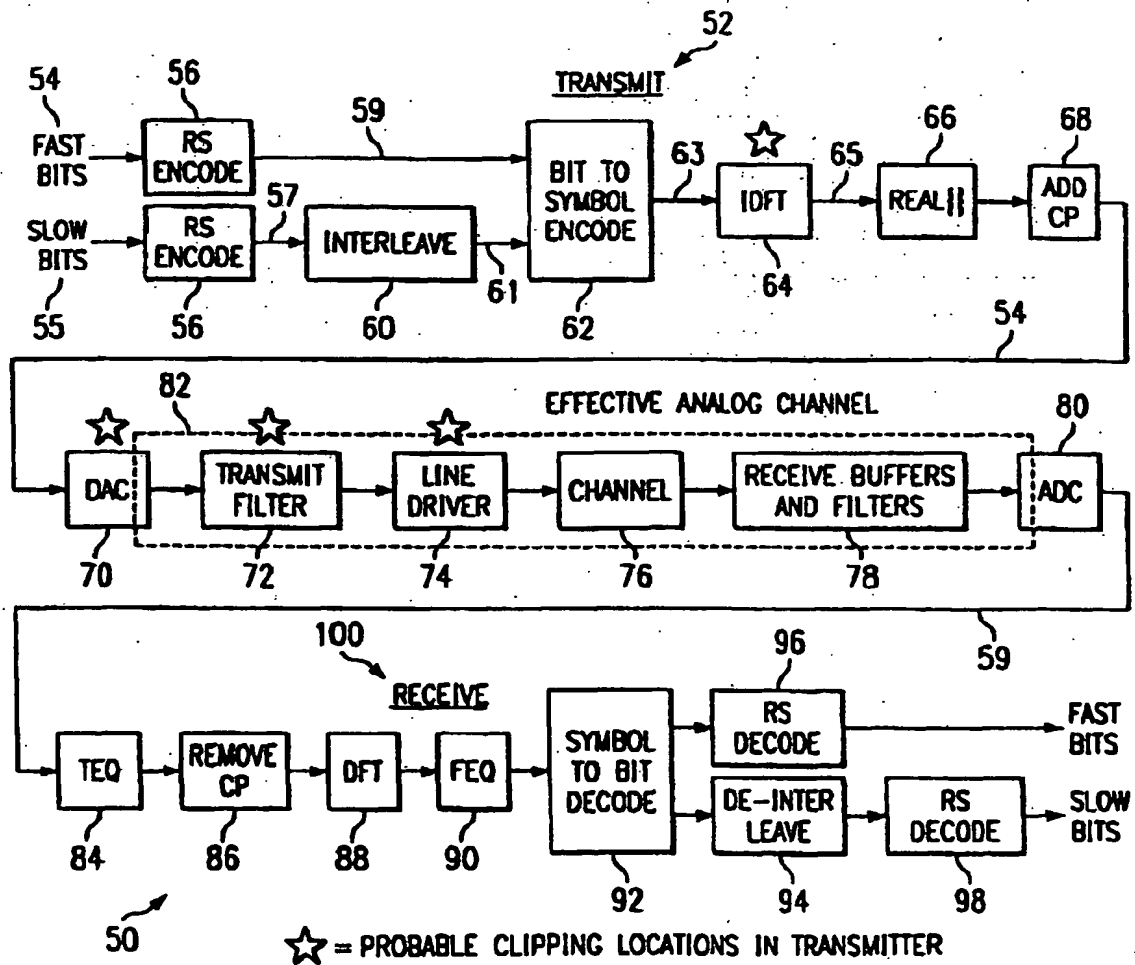 52
TRANSMIT
54
56
59
66
68
FAST BITS
RS ENCODE
BIT TO SYMBOL ENCODE
63
IDFT
65
REAL||
ADD CP
SLOW BITS
RS ENCODE
57
INTERLEAVE
61
55
56
60
62
64
54
82
EFFECTIVE ANALOG CHANNEL
80
DAC
TRANSMIT FILTER
LINE DRIVER
CHANNEL
RECEIVE BUFFERS AND FILTERS
ADC
70
72
74
76
78
59
100
RECEIVE
96
TEQ
REMOVE CP
DFT
FEQ
SYMBOL TO BIT DECODE
RS DECODE
FAST BITS
DE-INTER LEAVE
RS DECODE
SLOW BITS
84
86
88
90
92
94
98
50
☆ = PROBABLE CLIPPING LOCATIONS IN TRANSMITTER